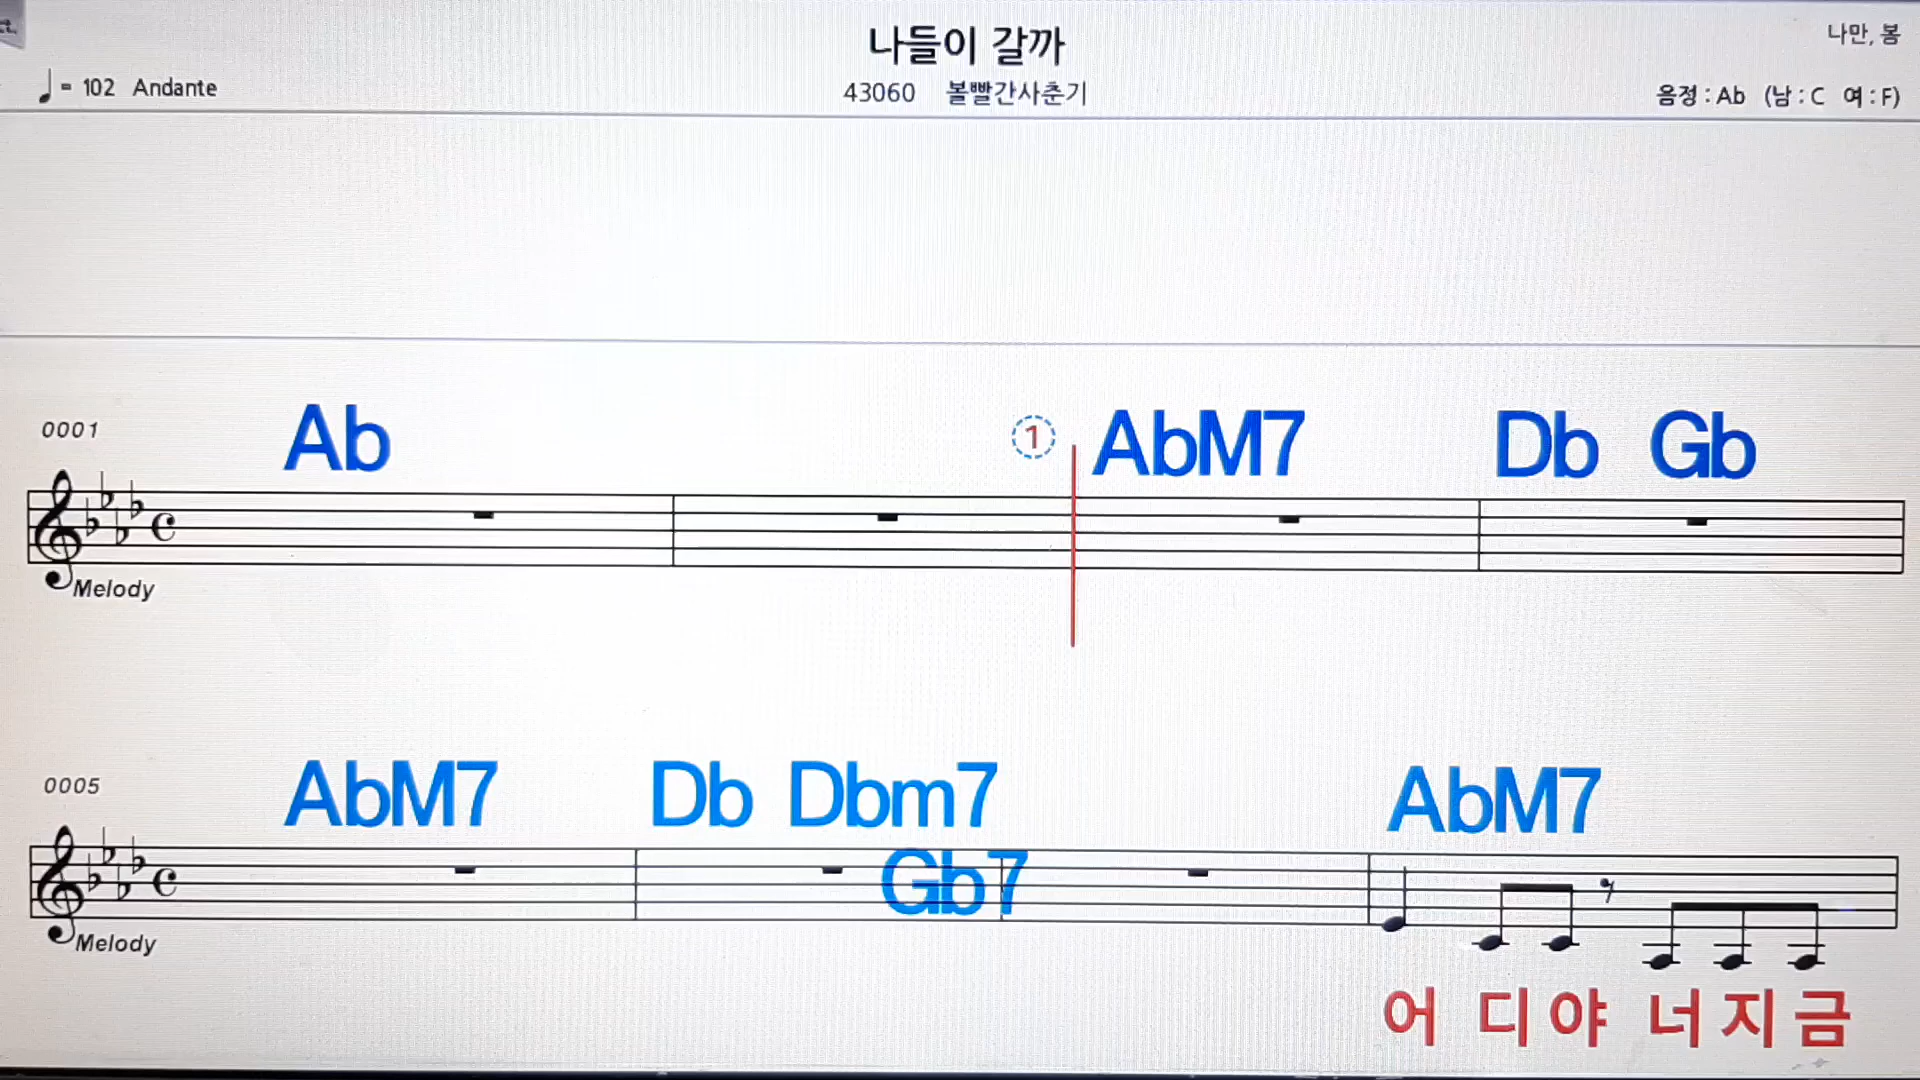 나들이 갈까
나만, 봄
♩= 102 Andante
43060 볼빨간사춘기
음정 : Ab (남 : C 여 : F)
0001 Ab 1 AbM7 Db Gb
Melody
0005 AbM7 Db Dbm7 AbM7
Gb7
Melody
어 디 야 너 지 금